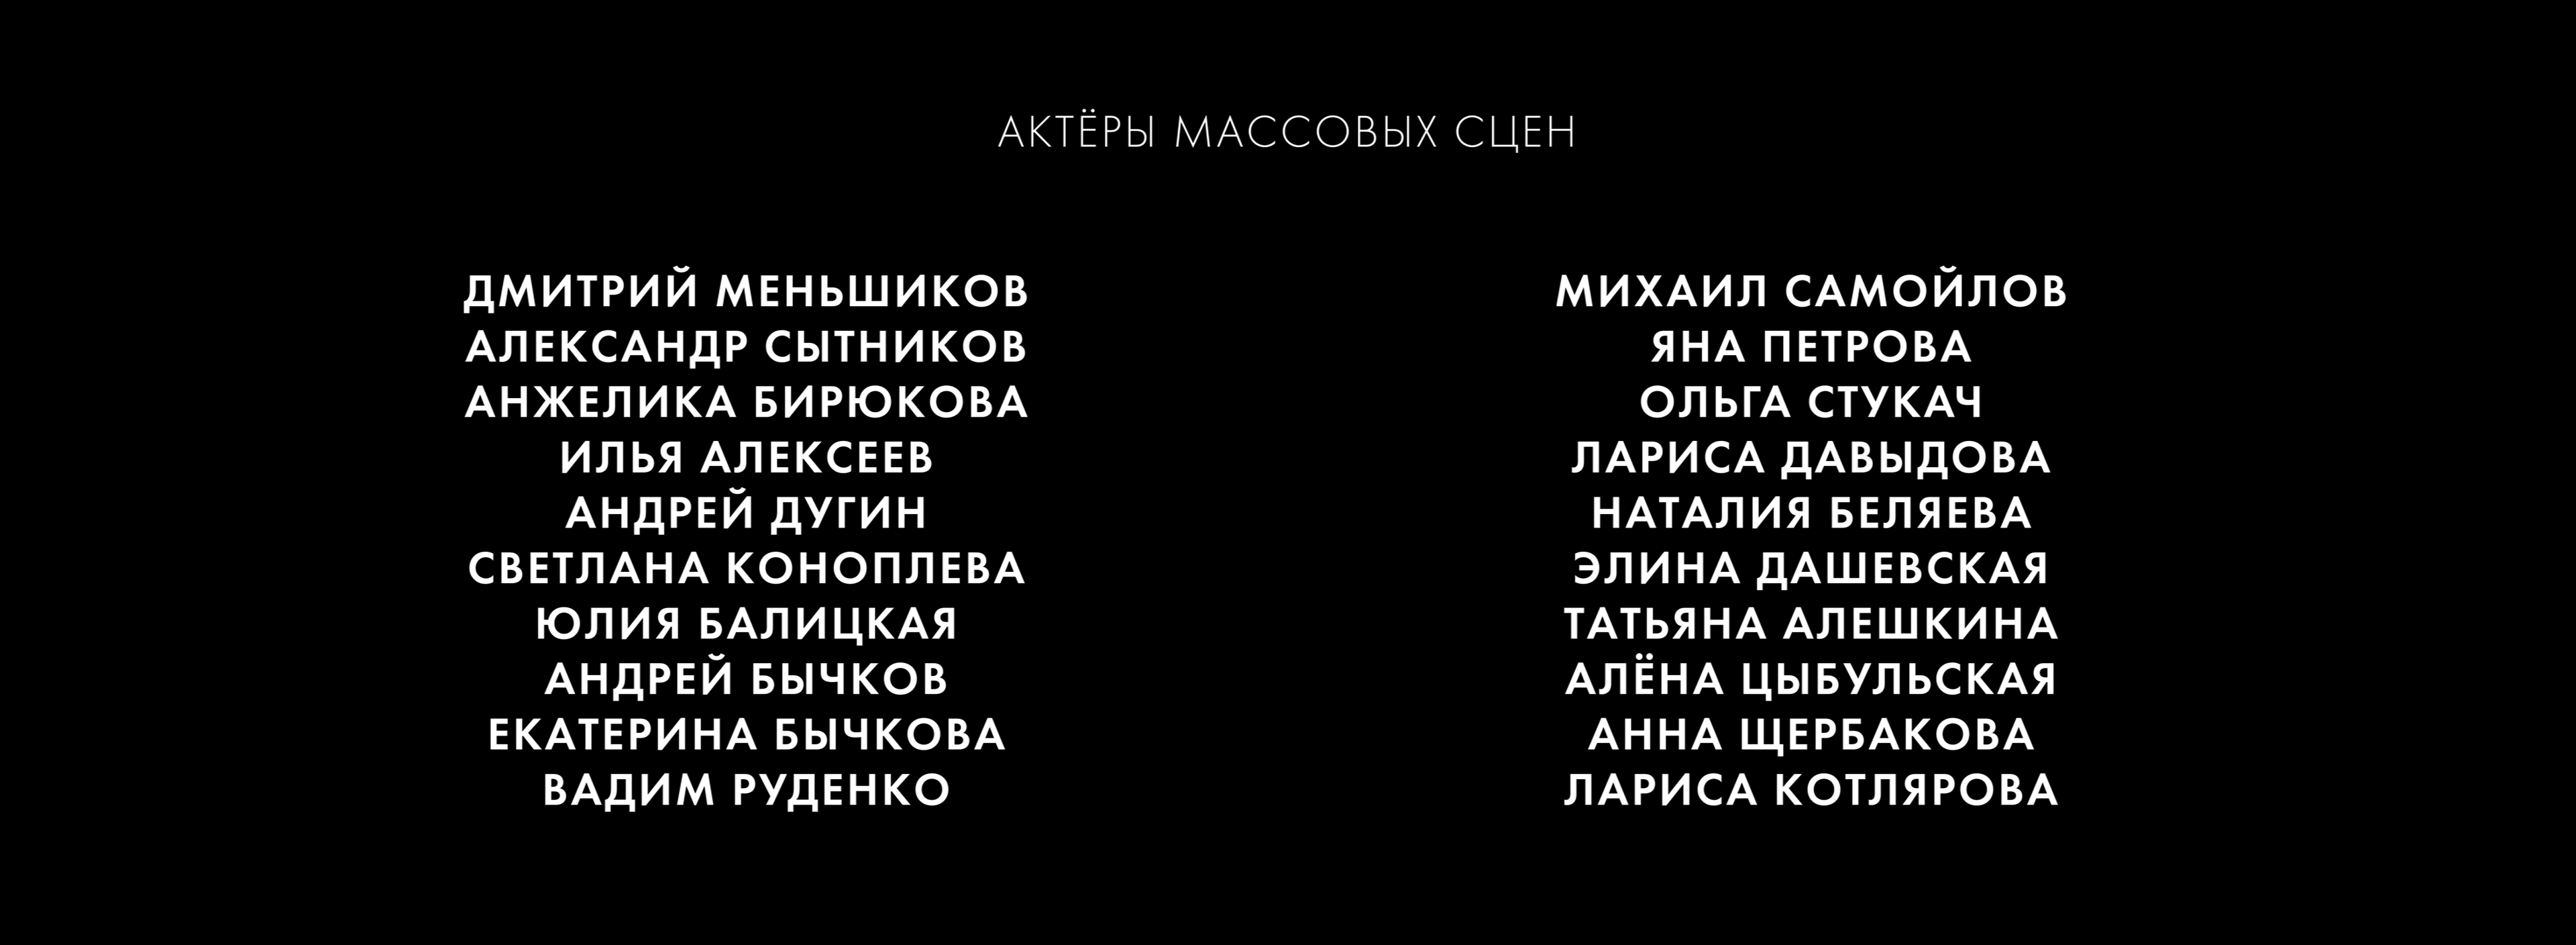 АКТЁРЫ МАССОВЫХ СЦЕН
ДМИТРИЙ МЕНЬШИКОВ
АЛЕКСАНДР СЫТНИКОВ
АНЖЕЛИКА БИРЮКОВА
ИЛЬЯ АЛЕКСЕЕВ
АНДРЕЙ ДУГИН
СВЕТЛАНА КОНОПЛЕВА
ЮЛИЯ БАЛИЦКАЯ
АНДРЕЙ БЫЧКОВ
ЕКАТЕРИНА БЫЧКОВА
ВАДИМ РУДЕНКО
МИХАИЛ САМОЙЛОВ
ЯНА ПЕТРОВА
ОЛЬГА СТУКАЧ
ЛАРИСА ДАВЫДОВА
НАТАЛИЯ БЕЛЯЕВА
ЭЛИНА ДАШЕВСКАЯ
ТАТЬЯНА АЛЕШКИНА
АЛЁНА ЦЫБУЛЬСКАЯ
АННА ЩЕРБАКОВА
ЛАРИСА КОТЛЯРОВА